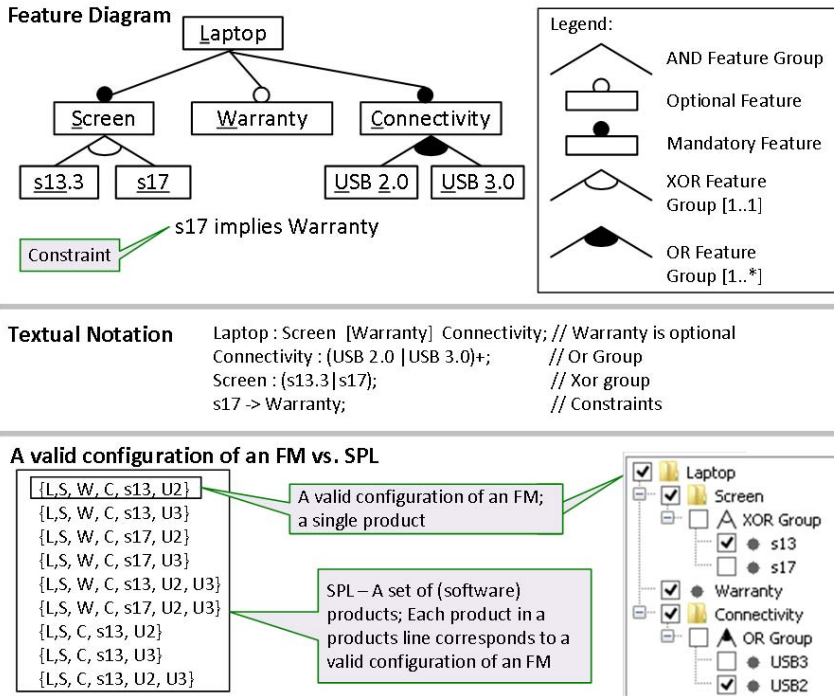 Feature Diagram
Laptop
Screen
Warranty
Connectivity
s13.3
s17
USB 2.0
USB 3.0
s17 implies Warranty
Constraint
Legend:
AND Feature Group
Optional Feature
Mandatory Feature
XOR Feature
Group [1..1]
OR Feature
Group [1..*]
Textual Notation
Laptop : Screen [Warranty] Connectivity; // Warranty is optional
Connectivity : (USB 2.0 |USB 3.0)+; // Or Group
Screen : (s13.3|s17); // Xor group
s17 -> Warranty; // Constraints
A valid configuration of an FM vs. SPL
{L,S, W, C, s13, U2}
{L,S, W, C, s13, U3}
{L,S, W, C, s17, U2}
{L,S, W, C, s17, U3}
{L,S, W, C, s13, U2, U3}
{L,S, W, C, s17, U2, U3}
{L,S, C, s13, U2}
{L,S, C, s13, U3}
{L,S, C, s13, U2, U3}
A valid configuration of an FM;
a single product
SPL – A set of (software)
products; Each product in a
products line corresponds to a
valid configuration of an FM
Laptop
Screen
XOR Group
s13
s17
Warranty
Connectivity
OR Group
USB3
USB2